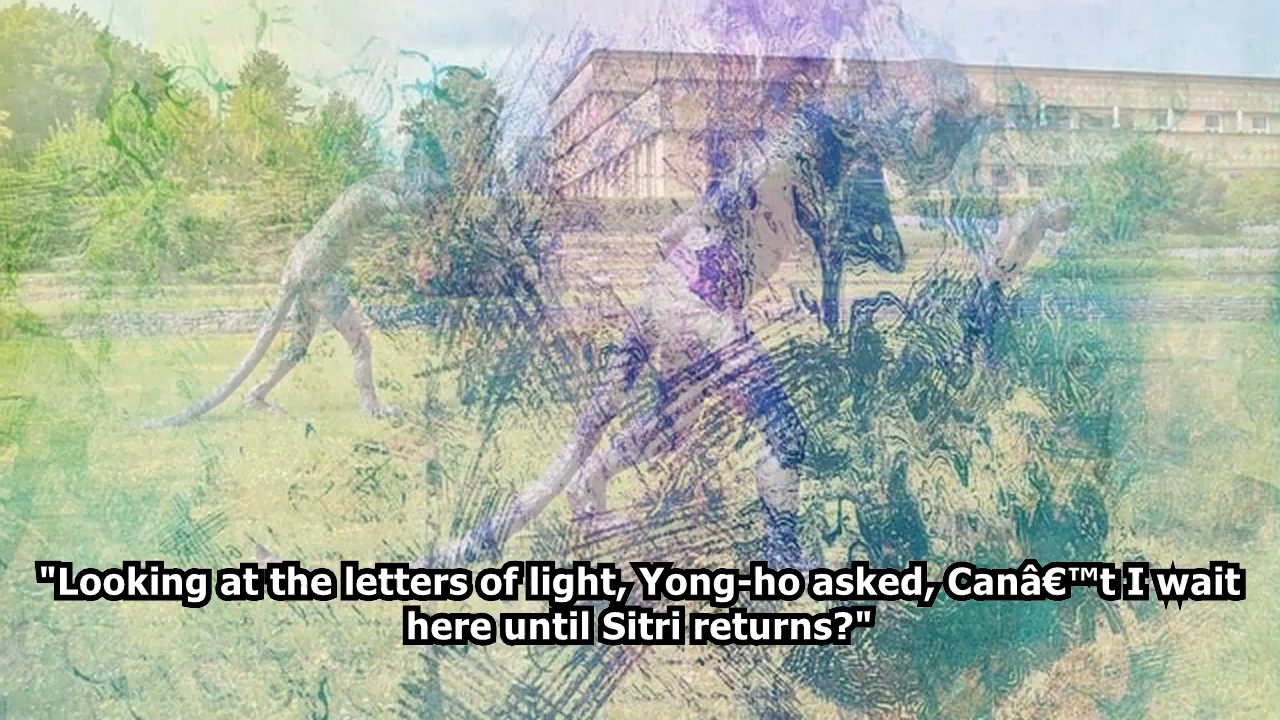 "Looking at the letters of light, Yong-ho asked, Canâ€™t I wait
here until Sitri returns?"